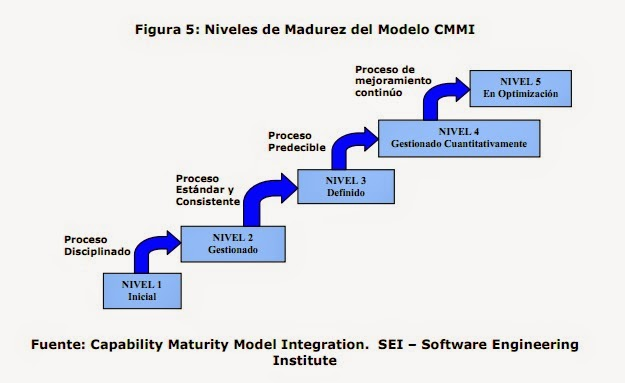 Figura 5: Niveles de Madurez del Modelo CMMI
Proceso de
mejoramiento
continúo
NIVEL 5
En Optimización
Proceso
Predecible
NIVEL 4
Gestionado Cuantitativamente
Proceso
Estándar y
Consistente
NIVEL 3
Definido
Proceso
Disciplinado
NIVEL 2
Gestionado
NIVEL 1
Inicial
Fuente: Capability Maturity Model Integration. SEI – Software Engineering
Institute